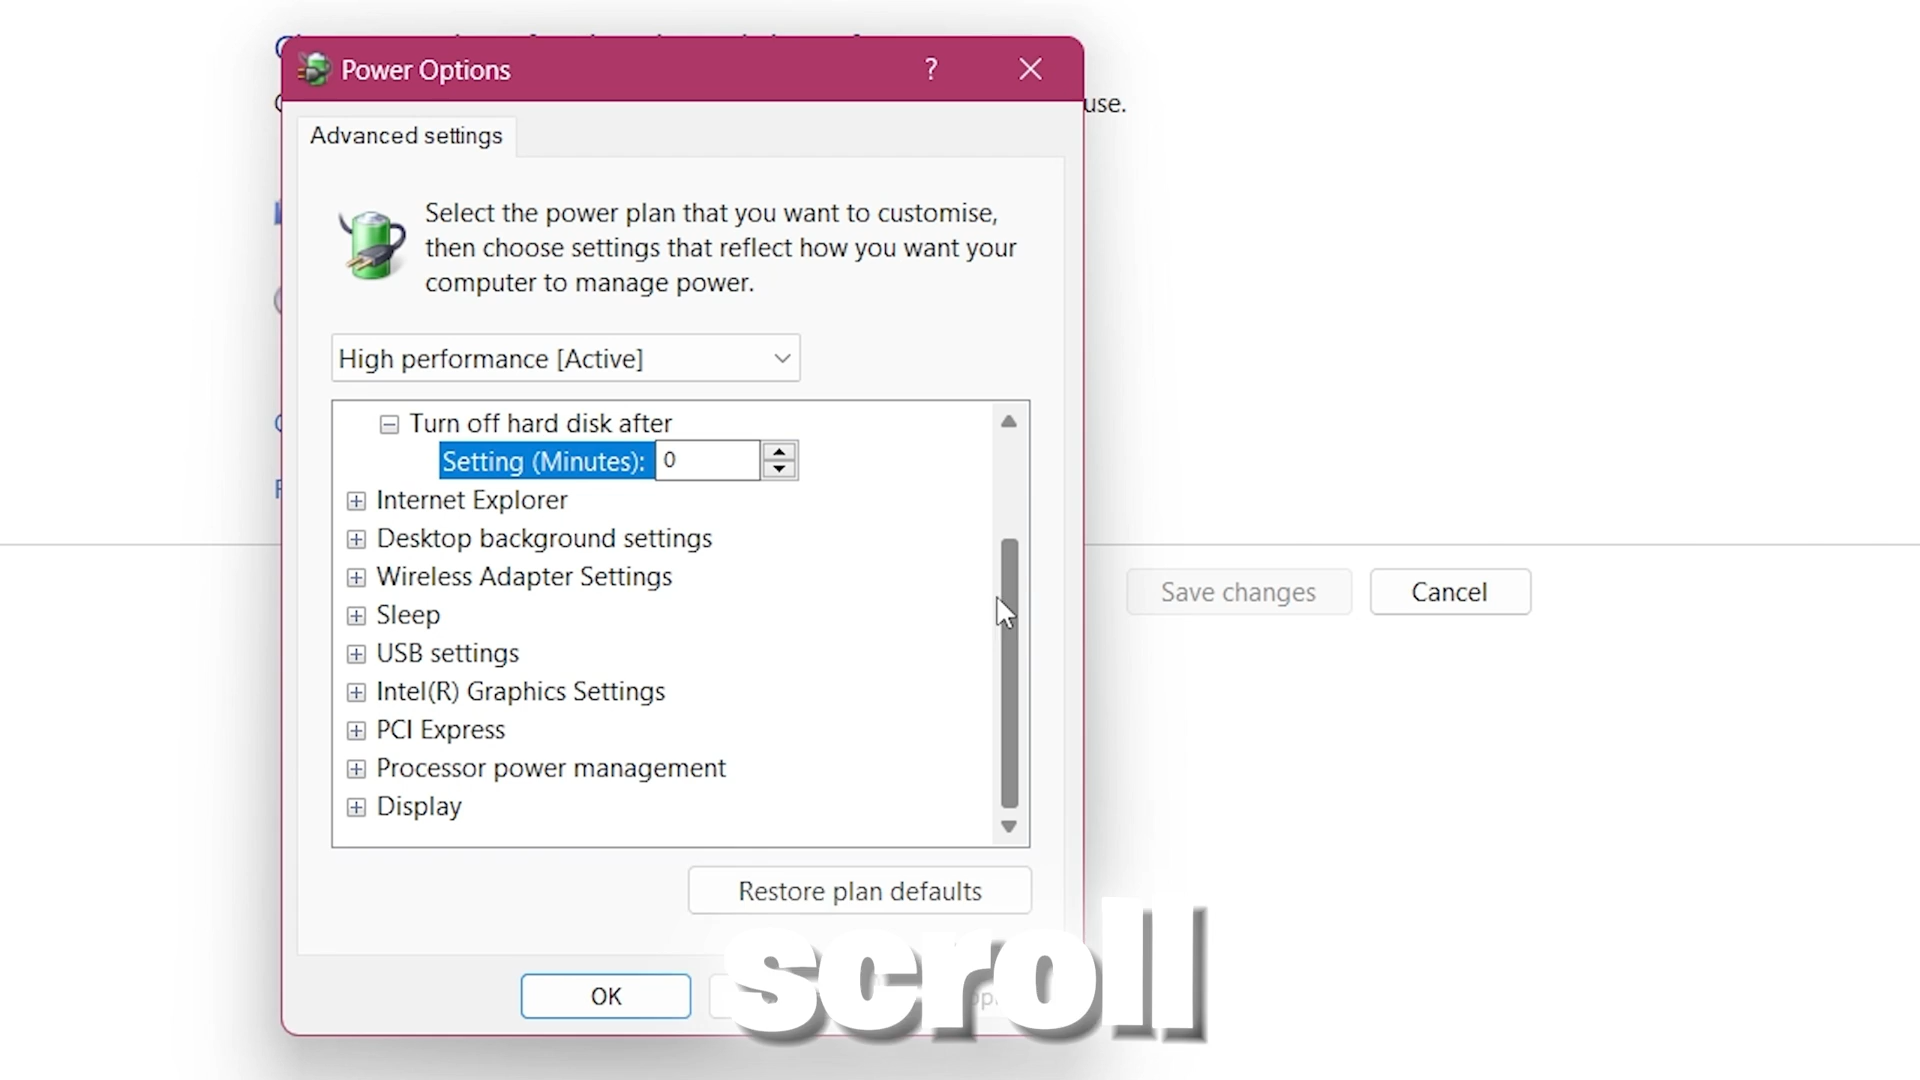 Power Options
?
use.
Advanced settings
Select the power plan that you want to customise,
then choose settings that reflect how you want your
computer to manage power.
High performance [Active]
Turn off hard disk after
Setting (Minutes): 0
Internet Explorer
Desktop background settings
Wireless Adapter Settings
Sleep
USB settings
Intel(R) Graphics Settings
PCI Express
Processor power management
Display
Save changes
Cancel
Restore plan defaults
OK
scroll